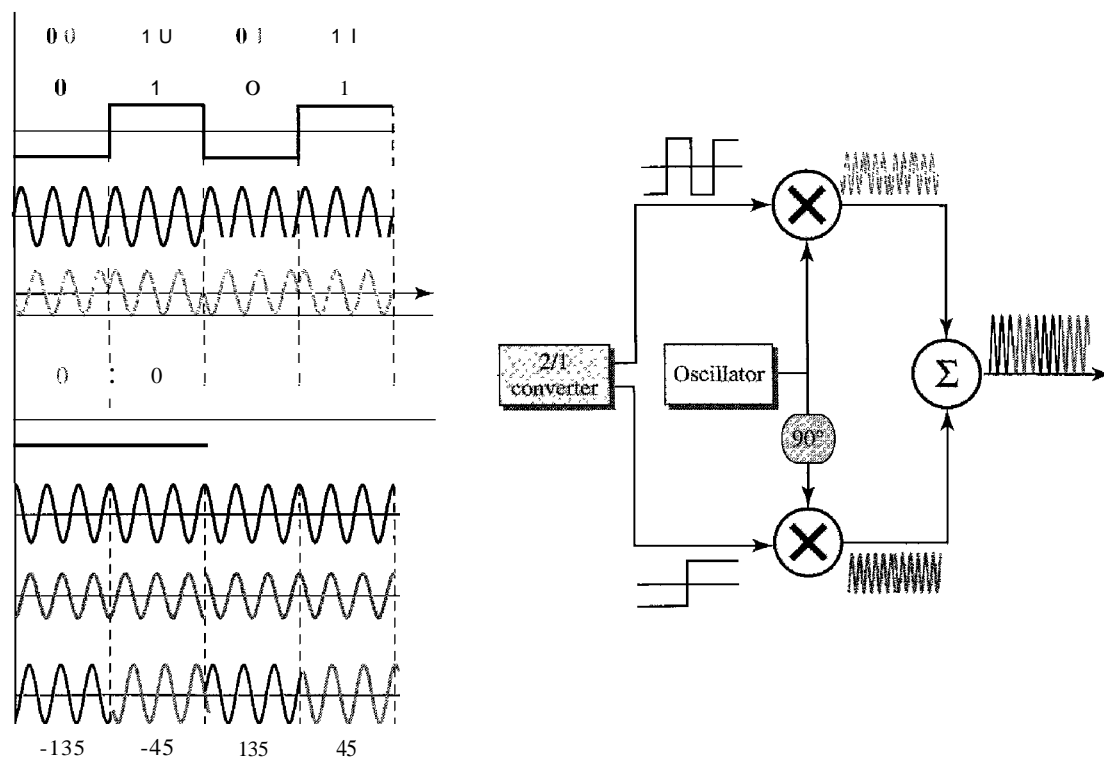 0 0 1 U 0 1 1 I
0 1 O 1
0 : 0
-135 -45 135 45
2/1
converter
Oscillator
90°
Σ